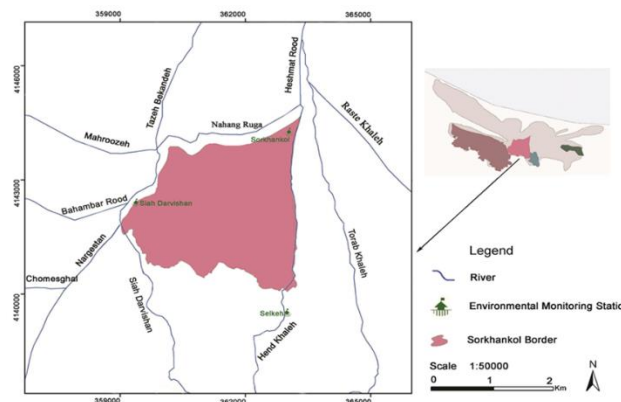 359000 362000 365000
4146000
4143000
4140000
Tazeh Bekandeh
Heshmat Rood
Nahang Ruga
Raste Khaleh
Mahroozeh
Sorkhankol
Bahambar Rood
Siah Darvishan
Nargestan
Chomesghal
Siah Darvishan
Torab Khaleh
Selkeh
Hend Khaleh
359000 362000 365000
Legend
River
Environmental Monitoring Static
Sorkhankol Border
Scale 1:50000
N
0 1 2
Km